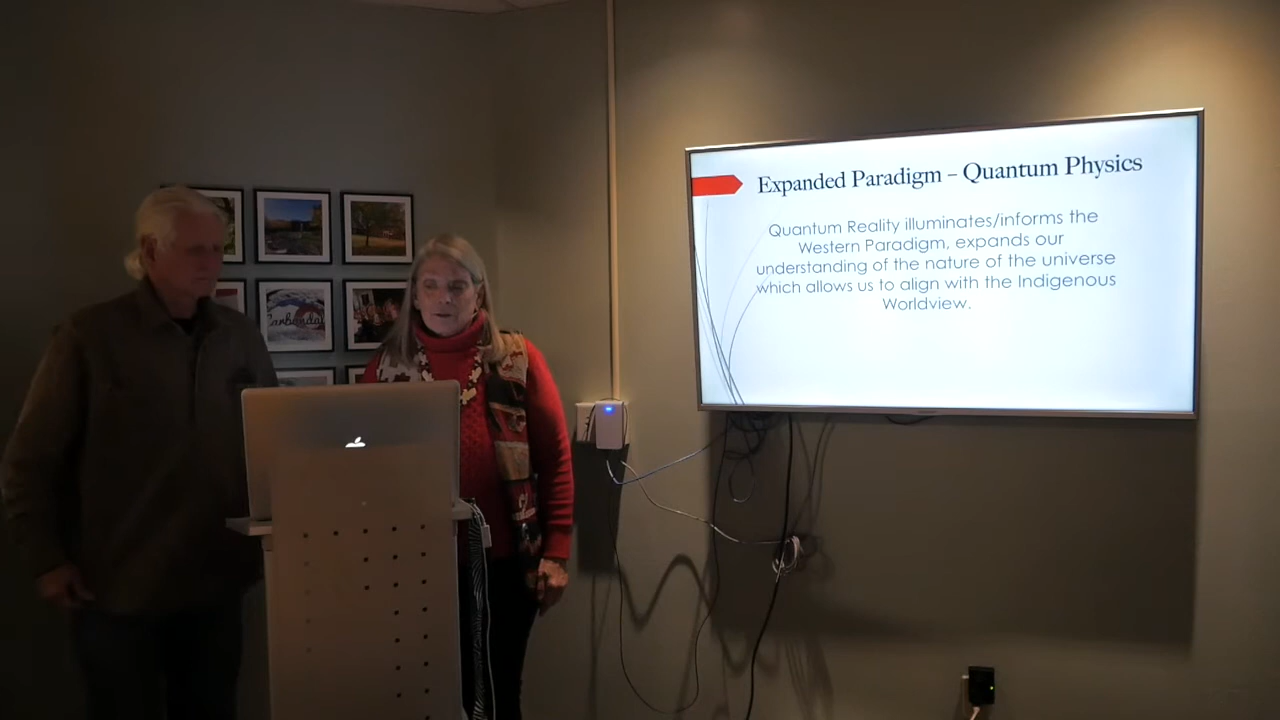 Expanded Paradigm – Quantum Physics
Quantum Reality illuminates/informs the
Western Paradigm, expands our
understanding of the nature of the universe
which allows us to align with the Indigenous
Worldview.
Carbondale